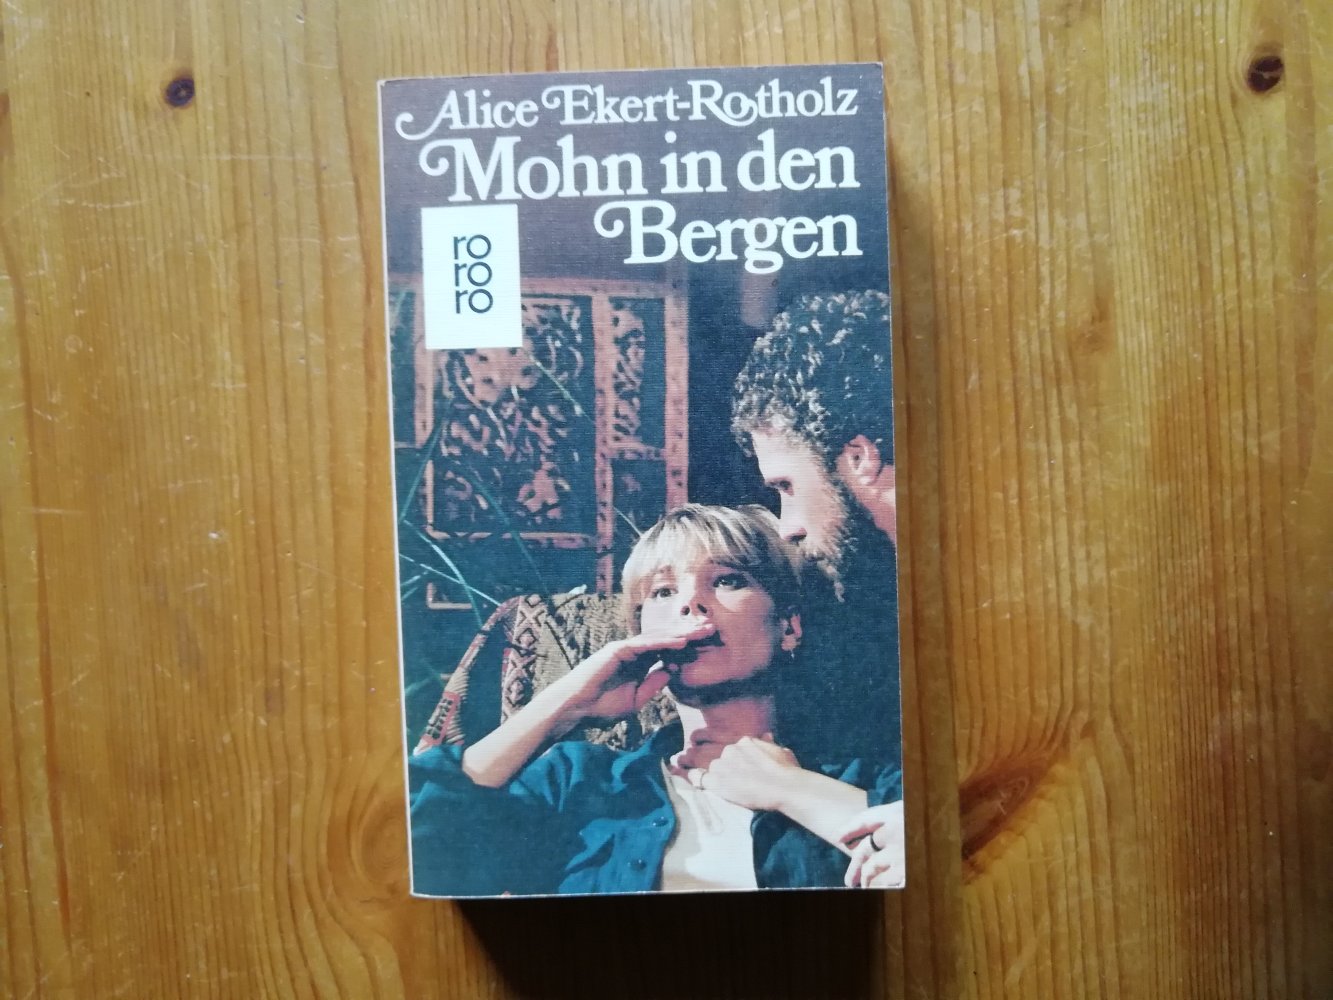 Alice Ekert-Rotholz
Mohn in den
Bergen
ro
ro
ro